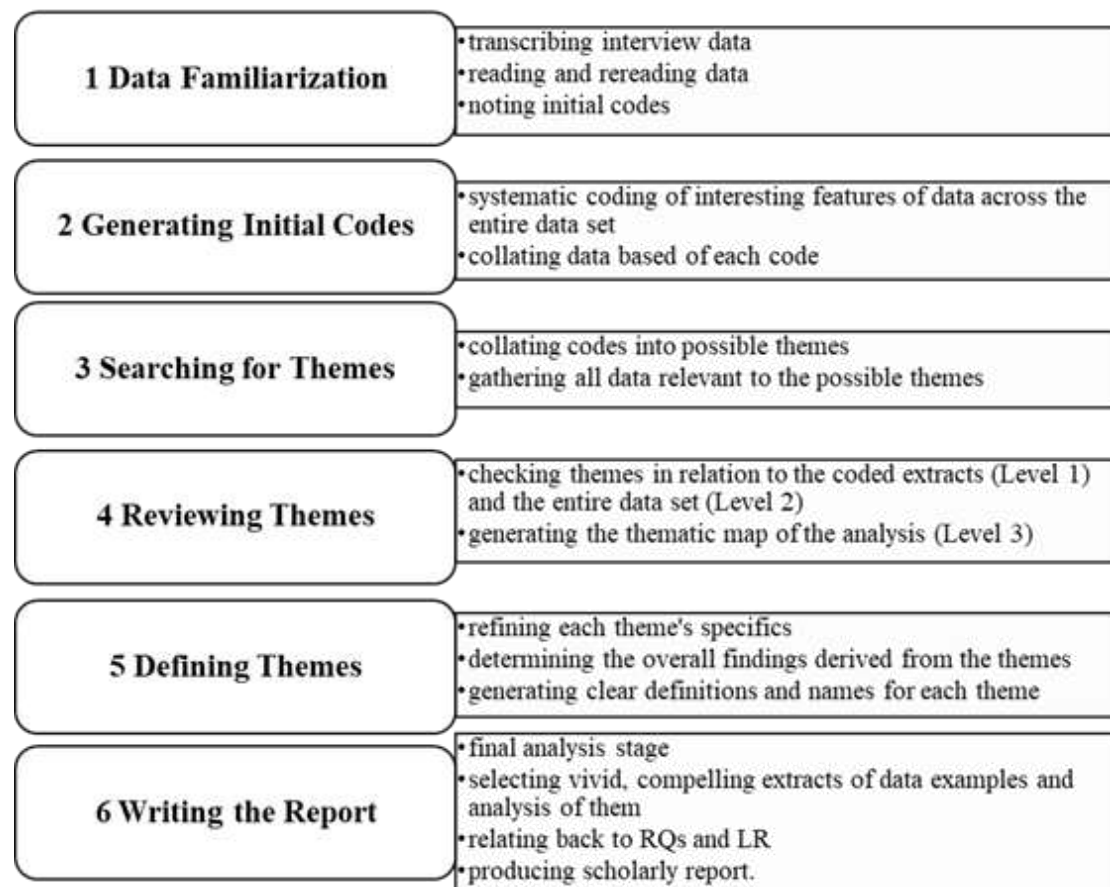 1 Data Familiarization
•transcribing interview data
•reading and rereading data
•noting initial codes
2 Generating Initial Codes
•systematic coding of interesting features of data across the
entire data set
•collating data based of each code
3 Searching for Themes
•collating codes into possible themes
•gathering all data relevant to the possible themes
4 Reviewing Themes
•checking themes in relation to the coded extracts (Level 1)
and the entire data set (Level 2)
•generating the thematic map of the analysis (Level 3)
5 Defining Themes
•refining each theme's specifics
•determining the overall findings derived from the themes
•generating clear definitions and names for each theme
6 Writing the Report
•final analysis stage
•selecting vivid, compelling extracts of data examples and
analysis of them
•relating back to RQs and LR
•producing scholarly report.